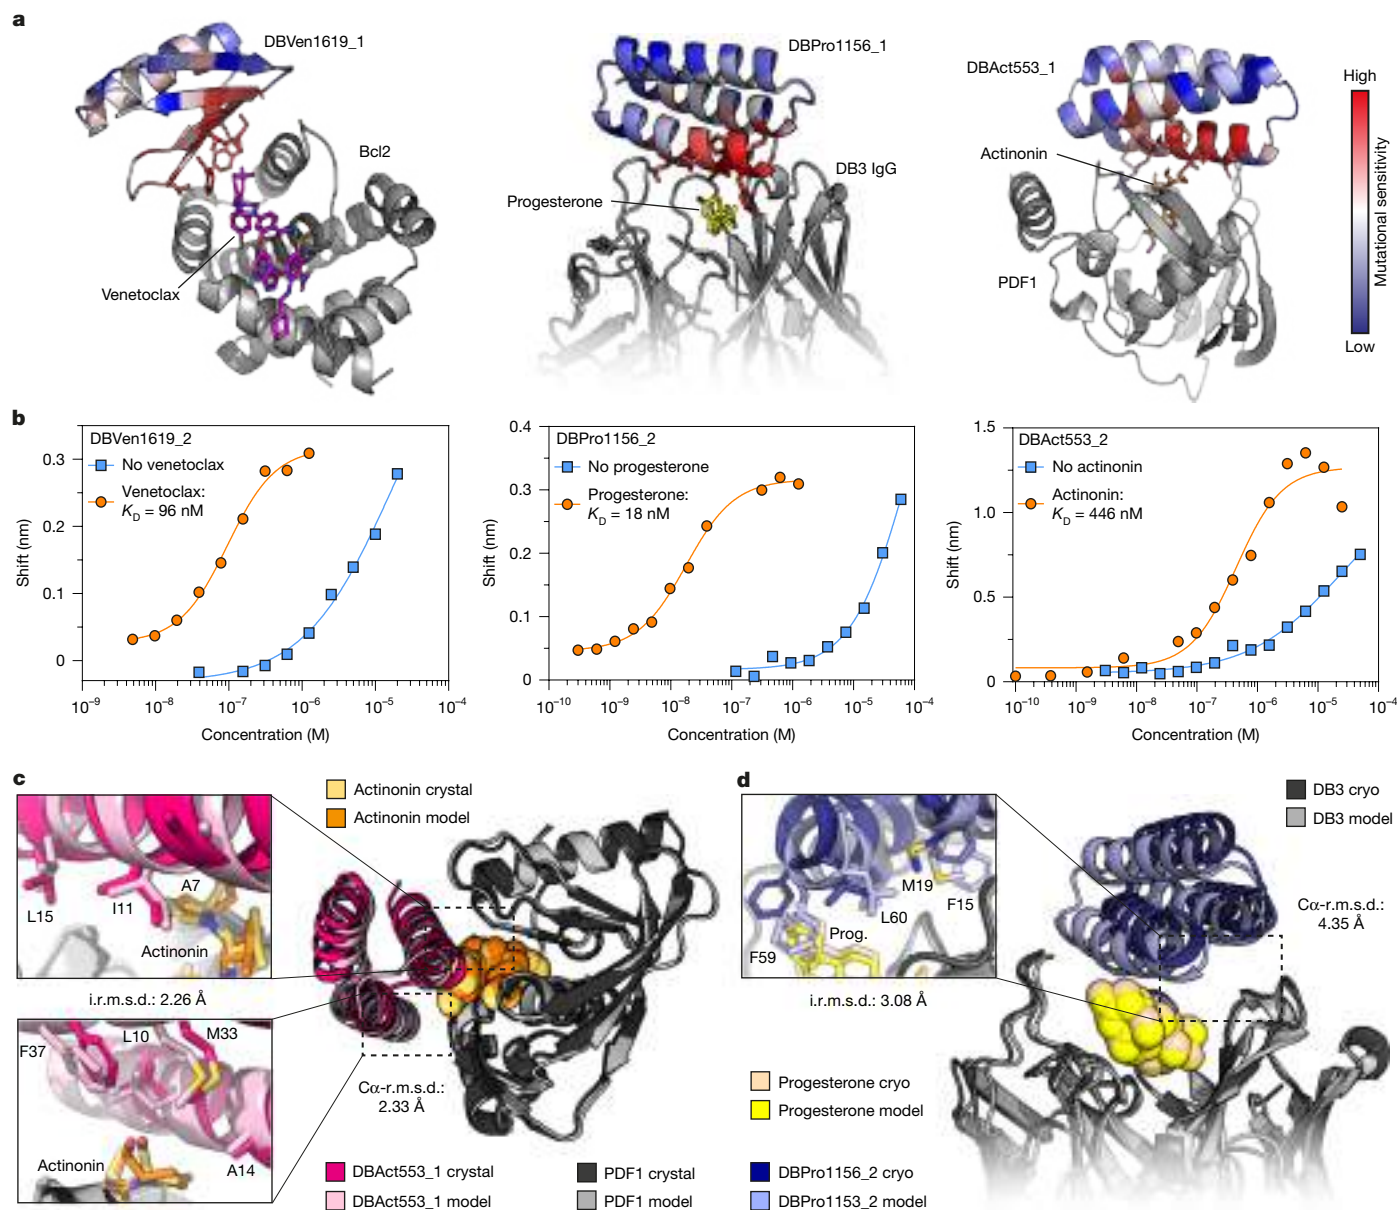 a
DBVen1619_1
Bcl2
Venetoclax
DBPro1156_1
DB3 IgG
Progesterone
DBAct553_1
Actinonin
PDF1
High
Mutational sensitivity
Low
b
DBVen1619_2
No venetoclax
Venetoclax:
KD = 96 nM
Shift (nm)
0.3
0.2
0.1
0
10⁻⁹
10⁻⁸
10⁻⁷
10⁻⁶
10⁻⁵
10⁻⁴
Concentration (M)
DBPro1156_2
No progesterone
Progesterone:
KD = 18 nM
Shift (nm)
0.4
0.3
0.2
0.1
0
10⁻¹⁰
10⁻⁹
10⁻⁸
10⁻⁷
10⁻⁶
10⁻⁵
10⁻⁴
Concentration (M)
DBAct553_2
No actinonin
Actinonin:
KD = 446 nM
Shift (nm)
1.5
1.0
0.5
0
10⁻¹⁰
10⁻⁹
10⁻⁸
10⁻⁷
10⁻⁶
10⁻⁵
10⁻⁴
Concentration (M)
c
Actinonin crystal
Actinonin model
L15
I11
A7
Actinonin
i.r.m.s.d.: 2.26 Å
F37
L10
M33
Actinonin
A14
Cα-r.m.s.d.:
2.33 Å
DBAct553_1 crystal
DBAct553_1 model
PDF1 crystal
PDF1 model
d
DB3 cryo
DB3 model
M19
F15
L60
Prog.
F59
i.r.m.s.d.: 3.08 Å
Cα-r.m.s.d.:
4.35 Å
Progesterone cryo
Progesterone model
DBPro1156_2 cryo
DBPro1153_2 model